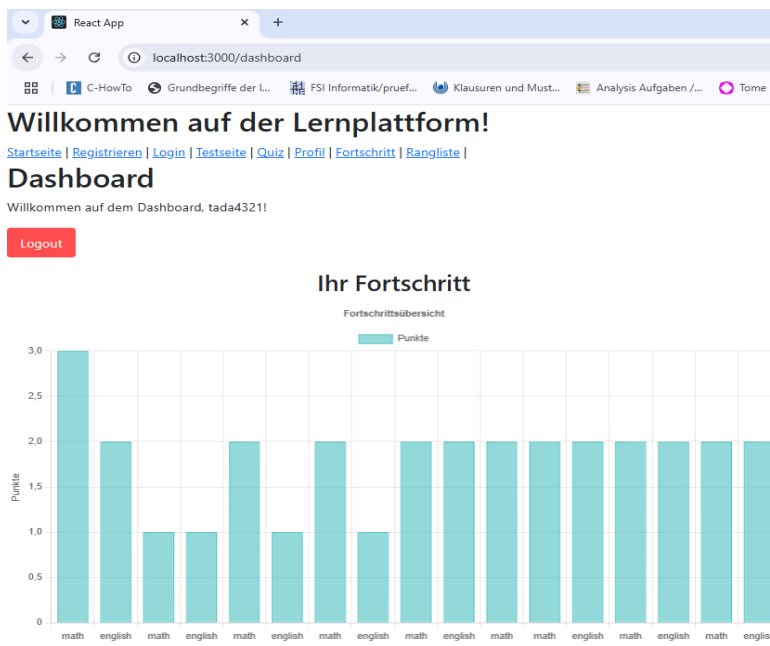 React App
localhost:3000/dashboard
C-HowTo Grundbegriffe der I... FSI Informatik/pruef... Klausuren und Must... Analysis Aufgaben /... Tome
Willkommen auf der Lernplattform!
Startseite | Registrieren | Login | Testseite | Quiz | Profil | Fortschritt | Rangliste |
Dashboard
Willkommen auf dem Dashboard, tada4321!
Logout
Ihr Fortschritt
Fortschrittsübersicht
Punkte
3,0
2,5
2,0
Punkte
1,5
1,0
0,5
0
math english math english math english math english math english math math english math english math englis